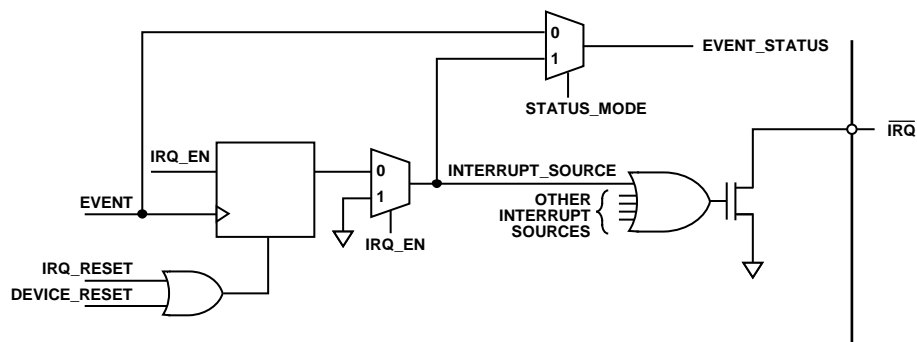 0
EVENT_STATUS
1
STATUS_MODE
IRQ
IRQ_EN
0
INTERRUPT_SOURCE
1
EVENT
OTHER
INTERRUPT
SOURCES
IRQ_EN
IRQ_RESET
DEVICE_RESET